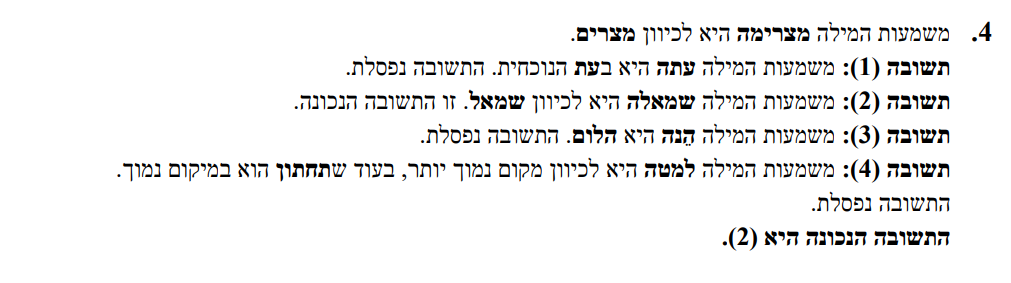 4. משמעות המילה מצרימה היא לכיוון מצרים.
תשובה (1): משמעות המילה עתה היא בעת הנוכחית. התשובה נפסלת.
תשובה (2): משמעות המילה שמאלה היא לכיוון שמאל. זו התשובה הנכונה.
תשובה (3): משמעות המילה הֵנה היא הלום. התשובה נפסלת.
תשובה (4): משמעות המילה למטה היא לכיוון מקום נמוך יותר, בעוד שתחתון הוא במיקום נמוך.
התשובה נפסלת.
התשובה הנכונה היא (2).